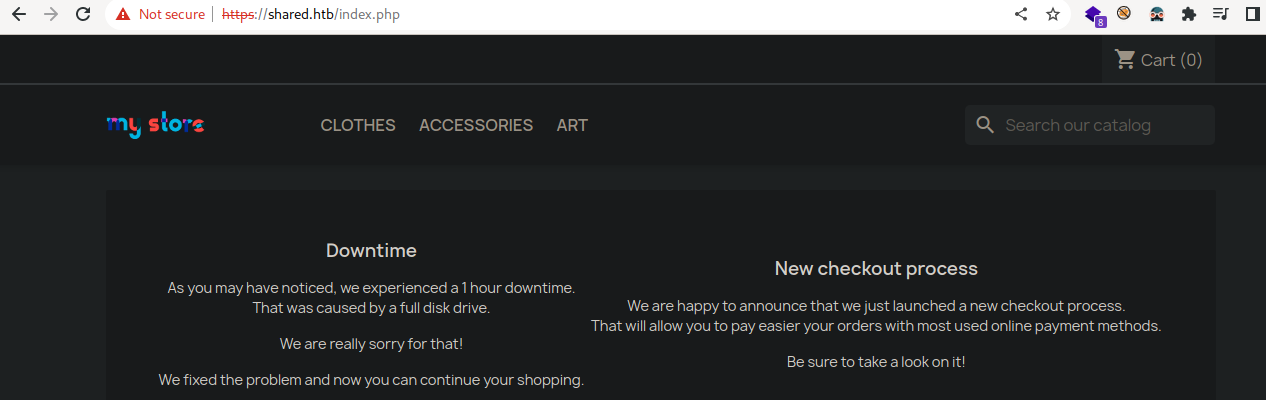 Not secure | https://shared.htb/index.php
8
Cart (0)
my store
CLOTHES ACCESSORIES ART
Search our catalog
Downtime
As you may have noticed, we experienced a 1 hour downtime.
That was caused by a full disk drive.
We are really sorry for that!
We fixed the problem and now you can continue your shopping.
New checkout process
We are happy to announce that we just launched a new checkout process.
That will allow you to pay easier your orders with most used online payment methods.
Be sure to take a look on it!